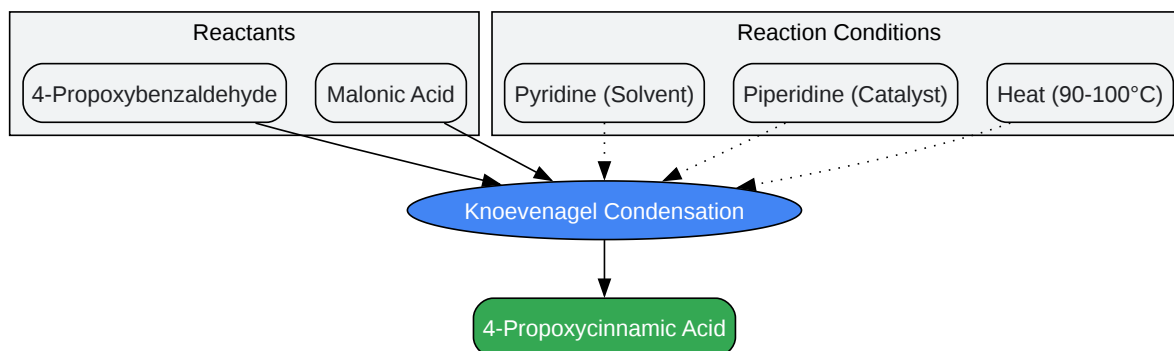 Reactants
Reaction Conditions
4-Propoxybenzaldehyde
Malonic Acid
Pyridine (Solvent)
Piperidine (Catalyst)
Heat (90-100°C)
Knoevenagel Condensation
4-Propoxycinnamic Acid